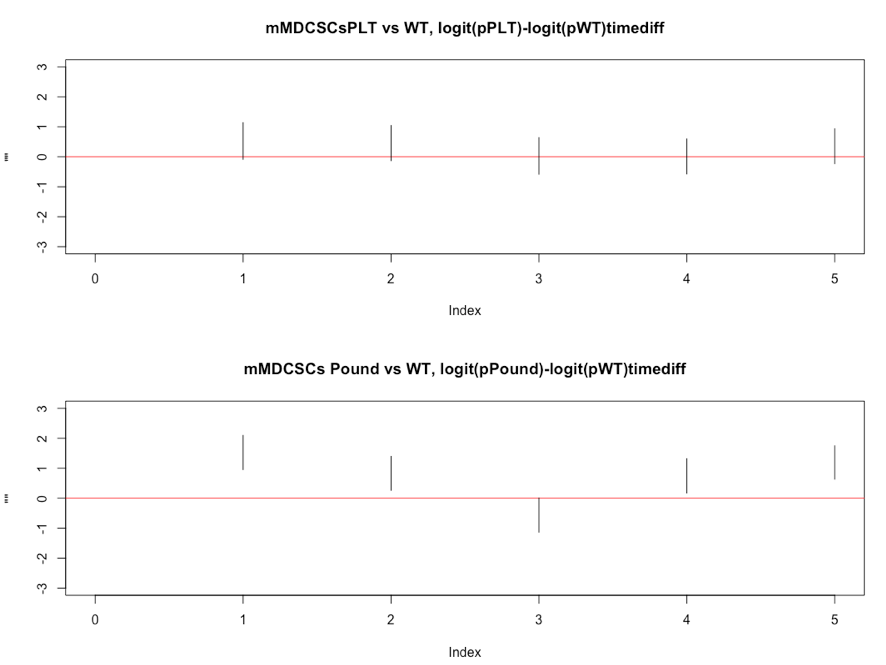 mMDCSCsPLT vs WT, logit(pPLT)-logit(pWT)timediff
3
2
1
0
-1
-2
-3
""
0 1 2 3 4 5
Index
mMDCSCs Pound vs WT, logit(pPound)-logit(pWT)timediff
3
2
1
0
-1
-2
-3
""
0 1 2 3 4 5
Index